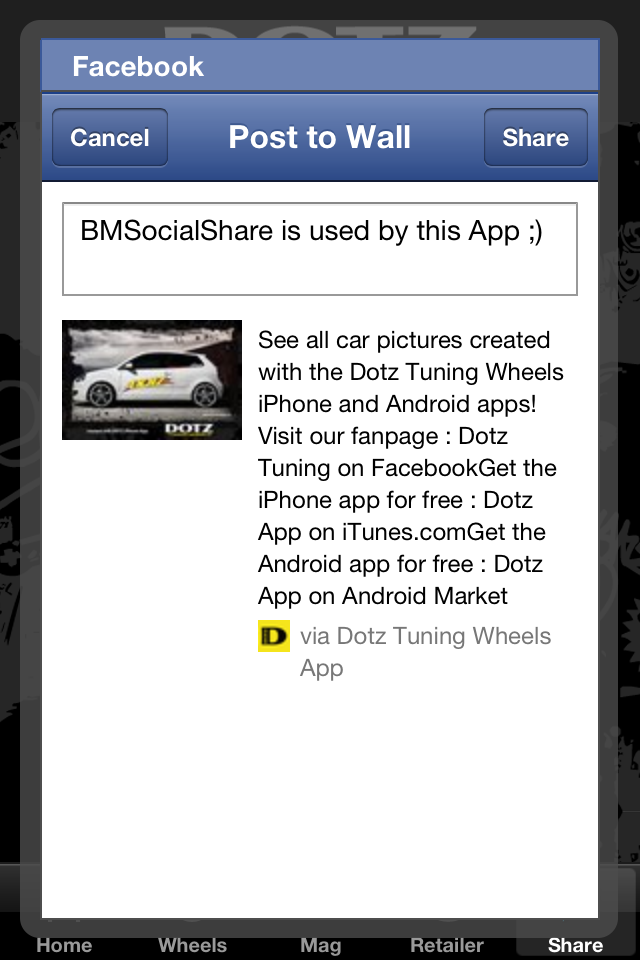 DOTZ
Facebook
Cancel
Post to Wall
Share
BMSocialShare is used by this App ;)
DOTZ
DOTZ
See all car pictures created
with the Dotz Tuning Wheels
iPhone and Android apps!
Visit our fanpage : Dotz
Tuning on FacebookGet the
iPhone app for free : Dotz
App on iTunes.comGet the
Android app for free : Dotz
App on Android Market
D
via Dotz Tuning Wheels
App
Home
Wheels
Mag
Retailer
Share